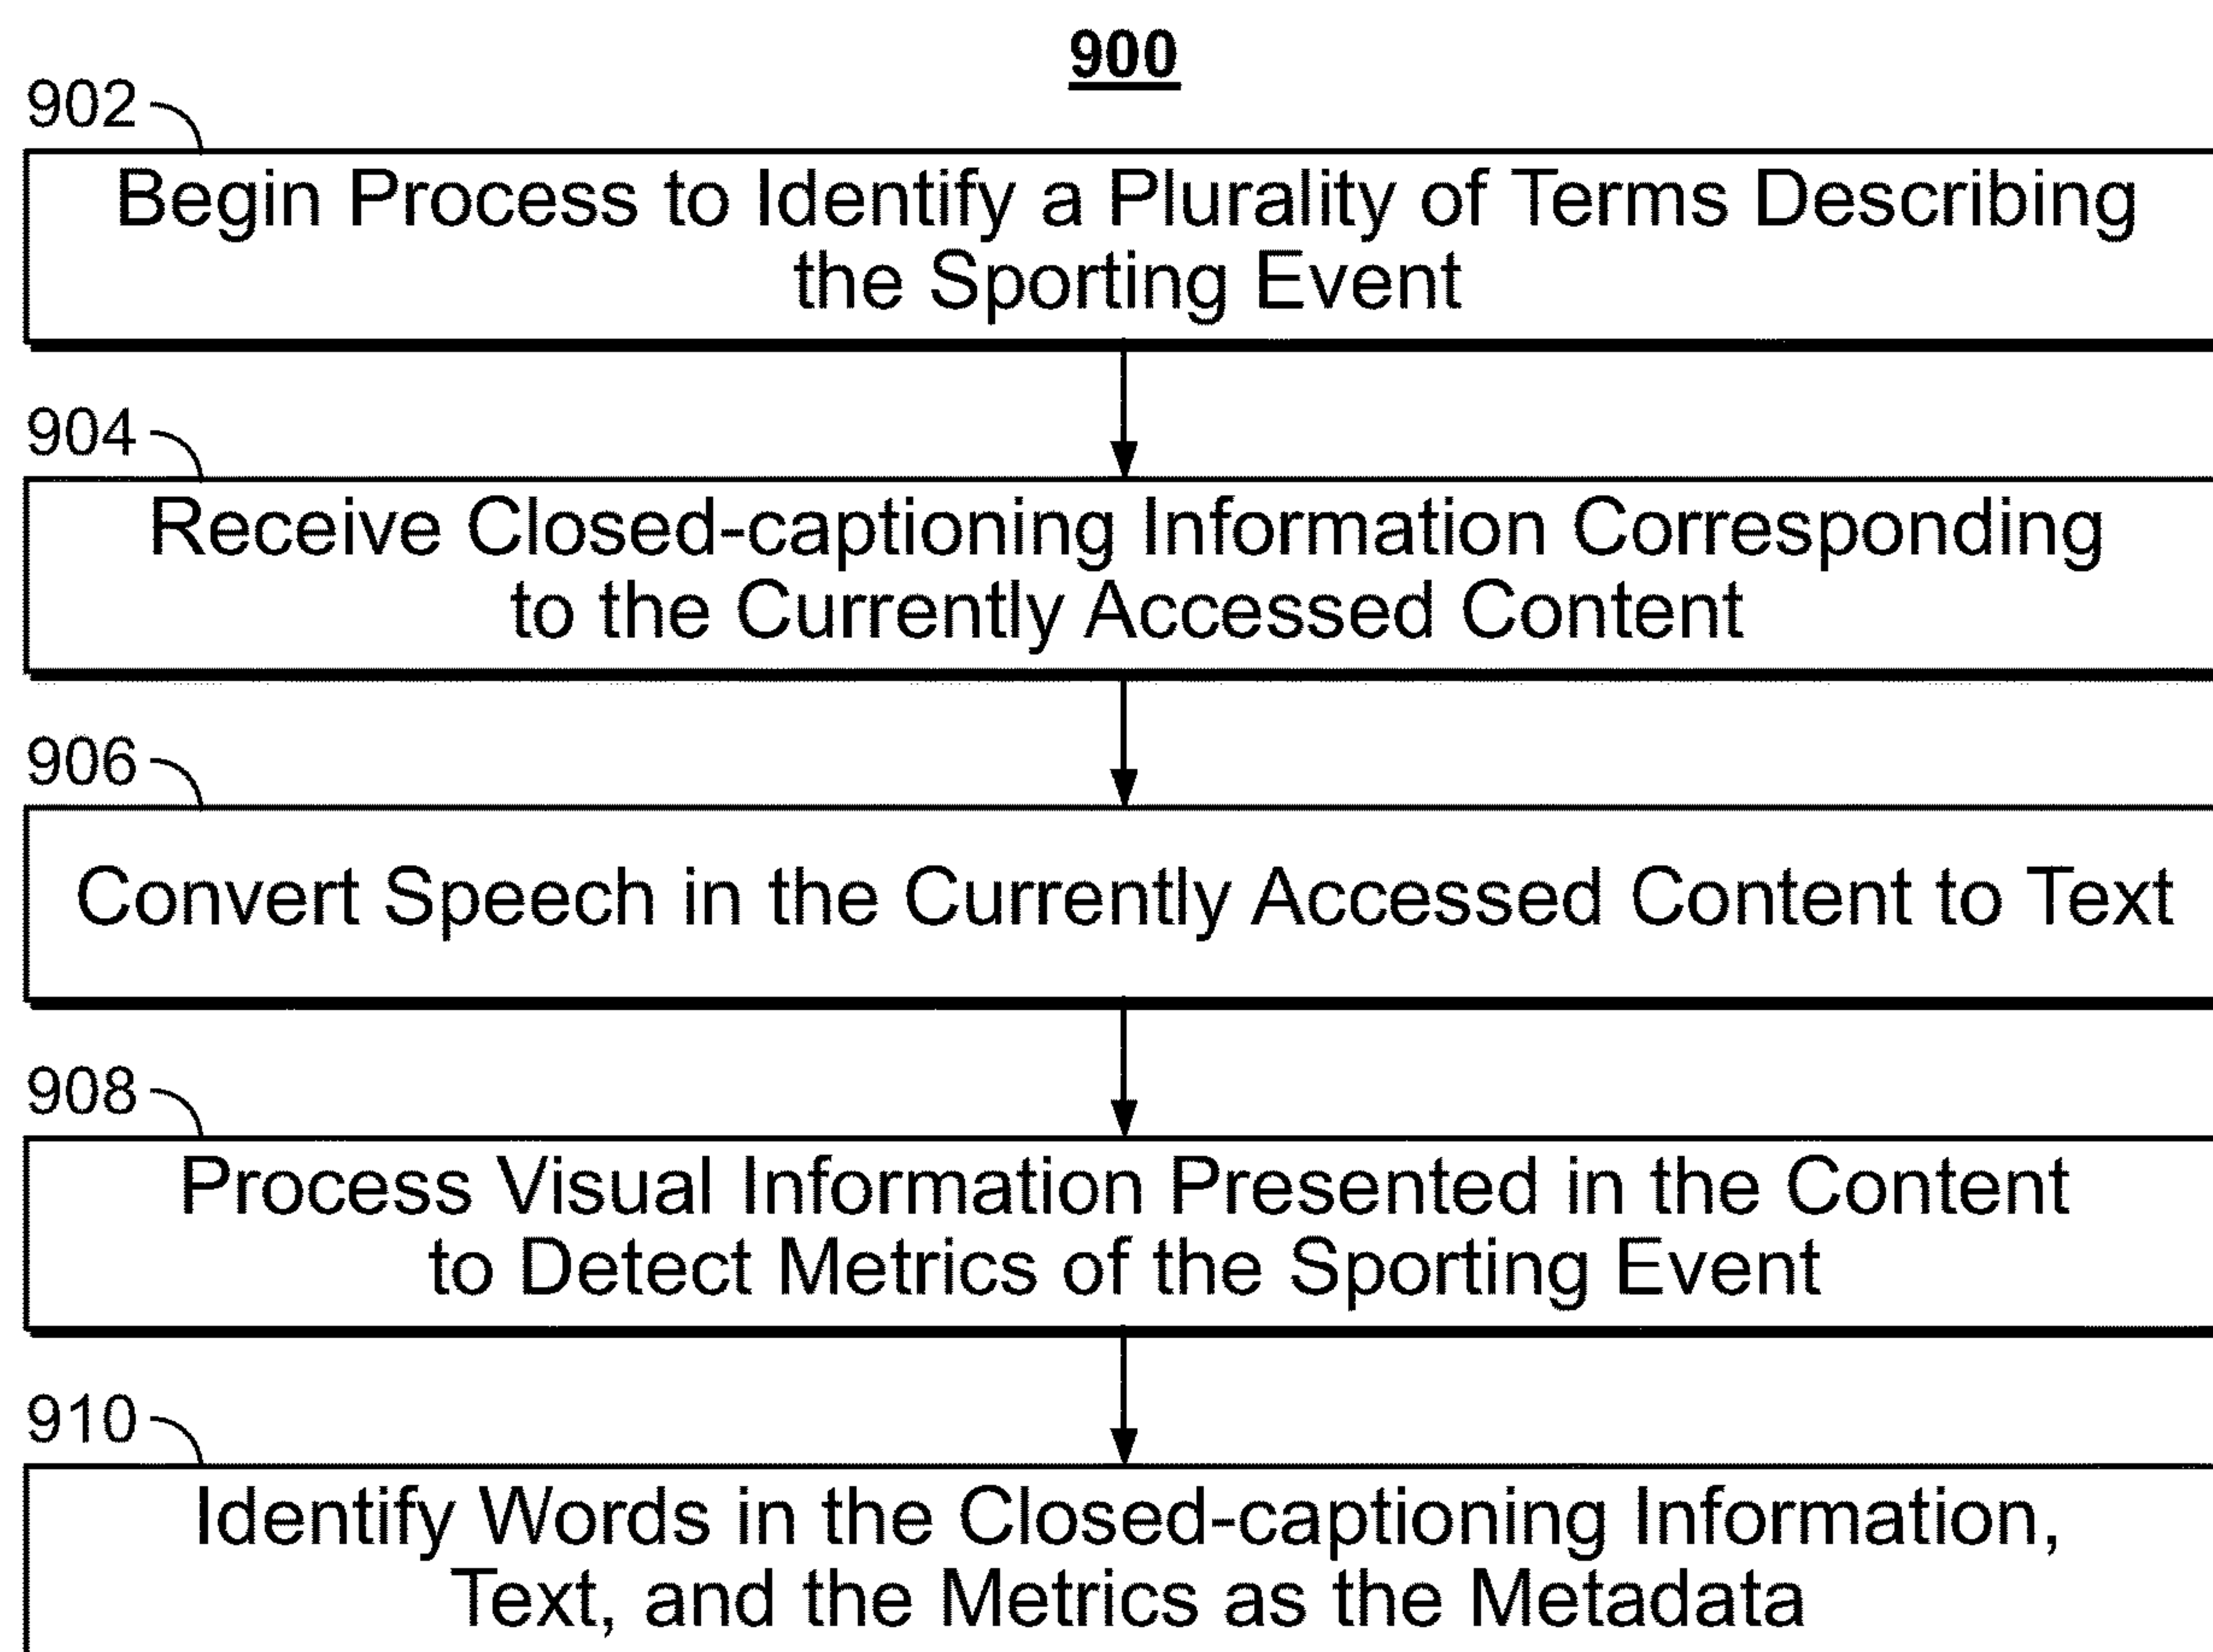 900
902
Begin Process to Identify a Plurality of Terms Describing
the Sporting Event
904
Receive Closed-captioning Information Corresponding
to the Currently Accessed Content
906
Convert Speech in the Currently Accessed Content to Text
908
Process Visual Information Presented in the Content
to Detect Metrics of the Sporting Event
910
Identify Words in the Closed-captioning Information,
Text, and the Metrics as the Metadata